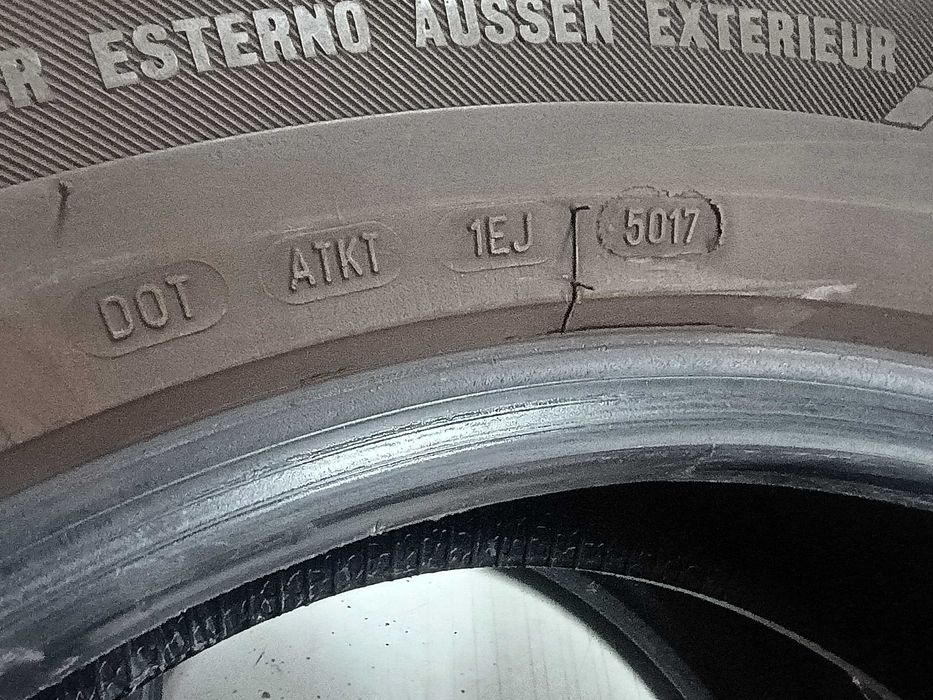 ESTERNO AUSSEN EXTERIEUR
DOT ATKT 1EJ 5017